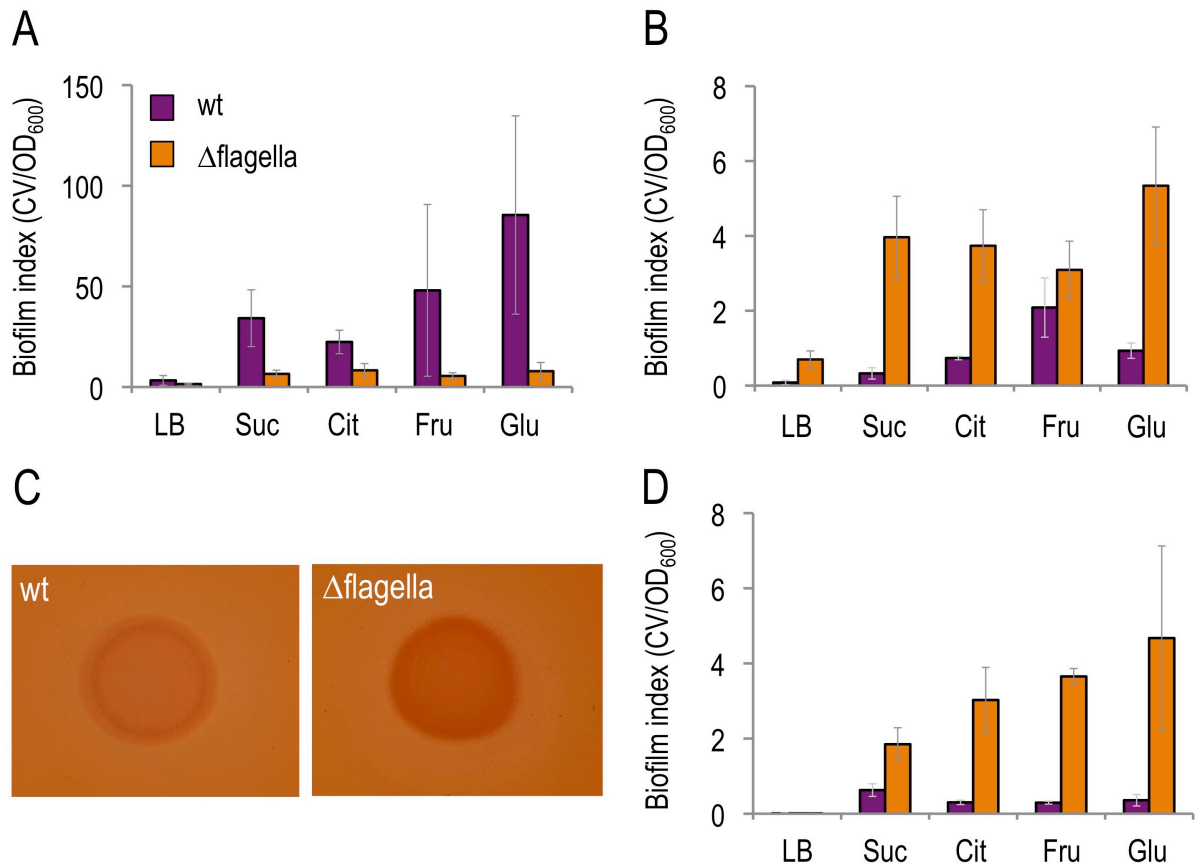 A
Biofilm index (CV/OD600)
150
100
50
0
wt
Δflagella
LB Suc Cit Fru Glu
B
Biofilm index (CV/OD600)
8
6
4
2
0
LB Suc Cit Fru Glu
C
wt
Δflagella
D
Biofilm index (CV/OD600)
8
6
4
2
0
LB Suc Cit Fru Glu